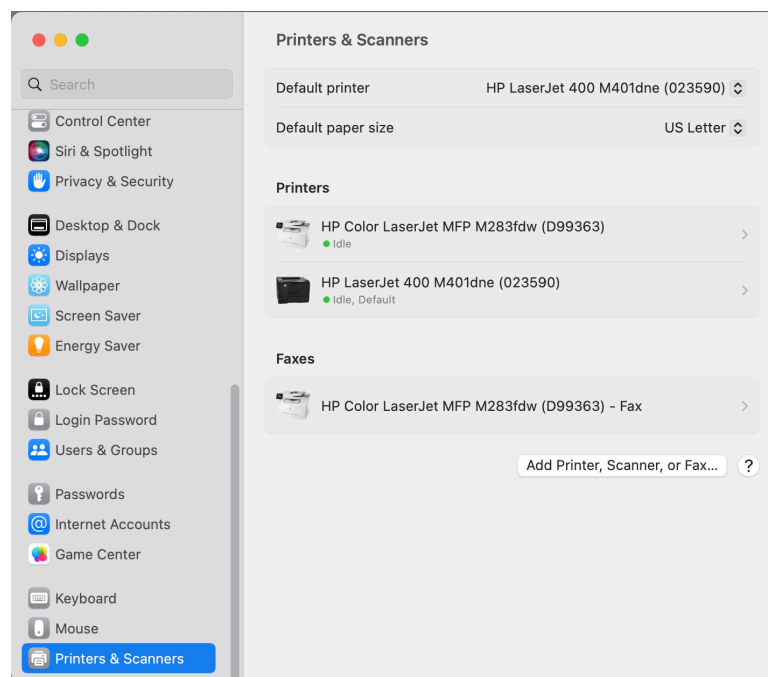 Search
Control Center
Siri & Spotlight
Privacy & Security
Desktop & Dock
Displays
Wallpaper
Screen Saver
Energy Saver
Lock Screen
Login Password
Users & Groups
Passwords
Internet Accounts
Game Center
Keyboard
Mouse
Printers & Scanners
Printers & Scanners
Default printer HP LaserJet 400 M401dne (023590)
Default paper size US Letter
Printers
HP Color LaserJet MFP M283fdw (D99363)
Idle
HP LaserJet 400 M401dne (023590)
Idle, Default
Faxes
HP Color LaserJet MFP M283fdw (D99363) - Fax
Add Printer, Scanner, or Fax... ?